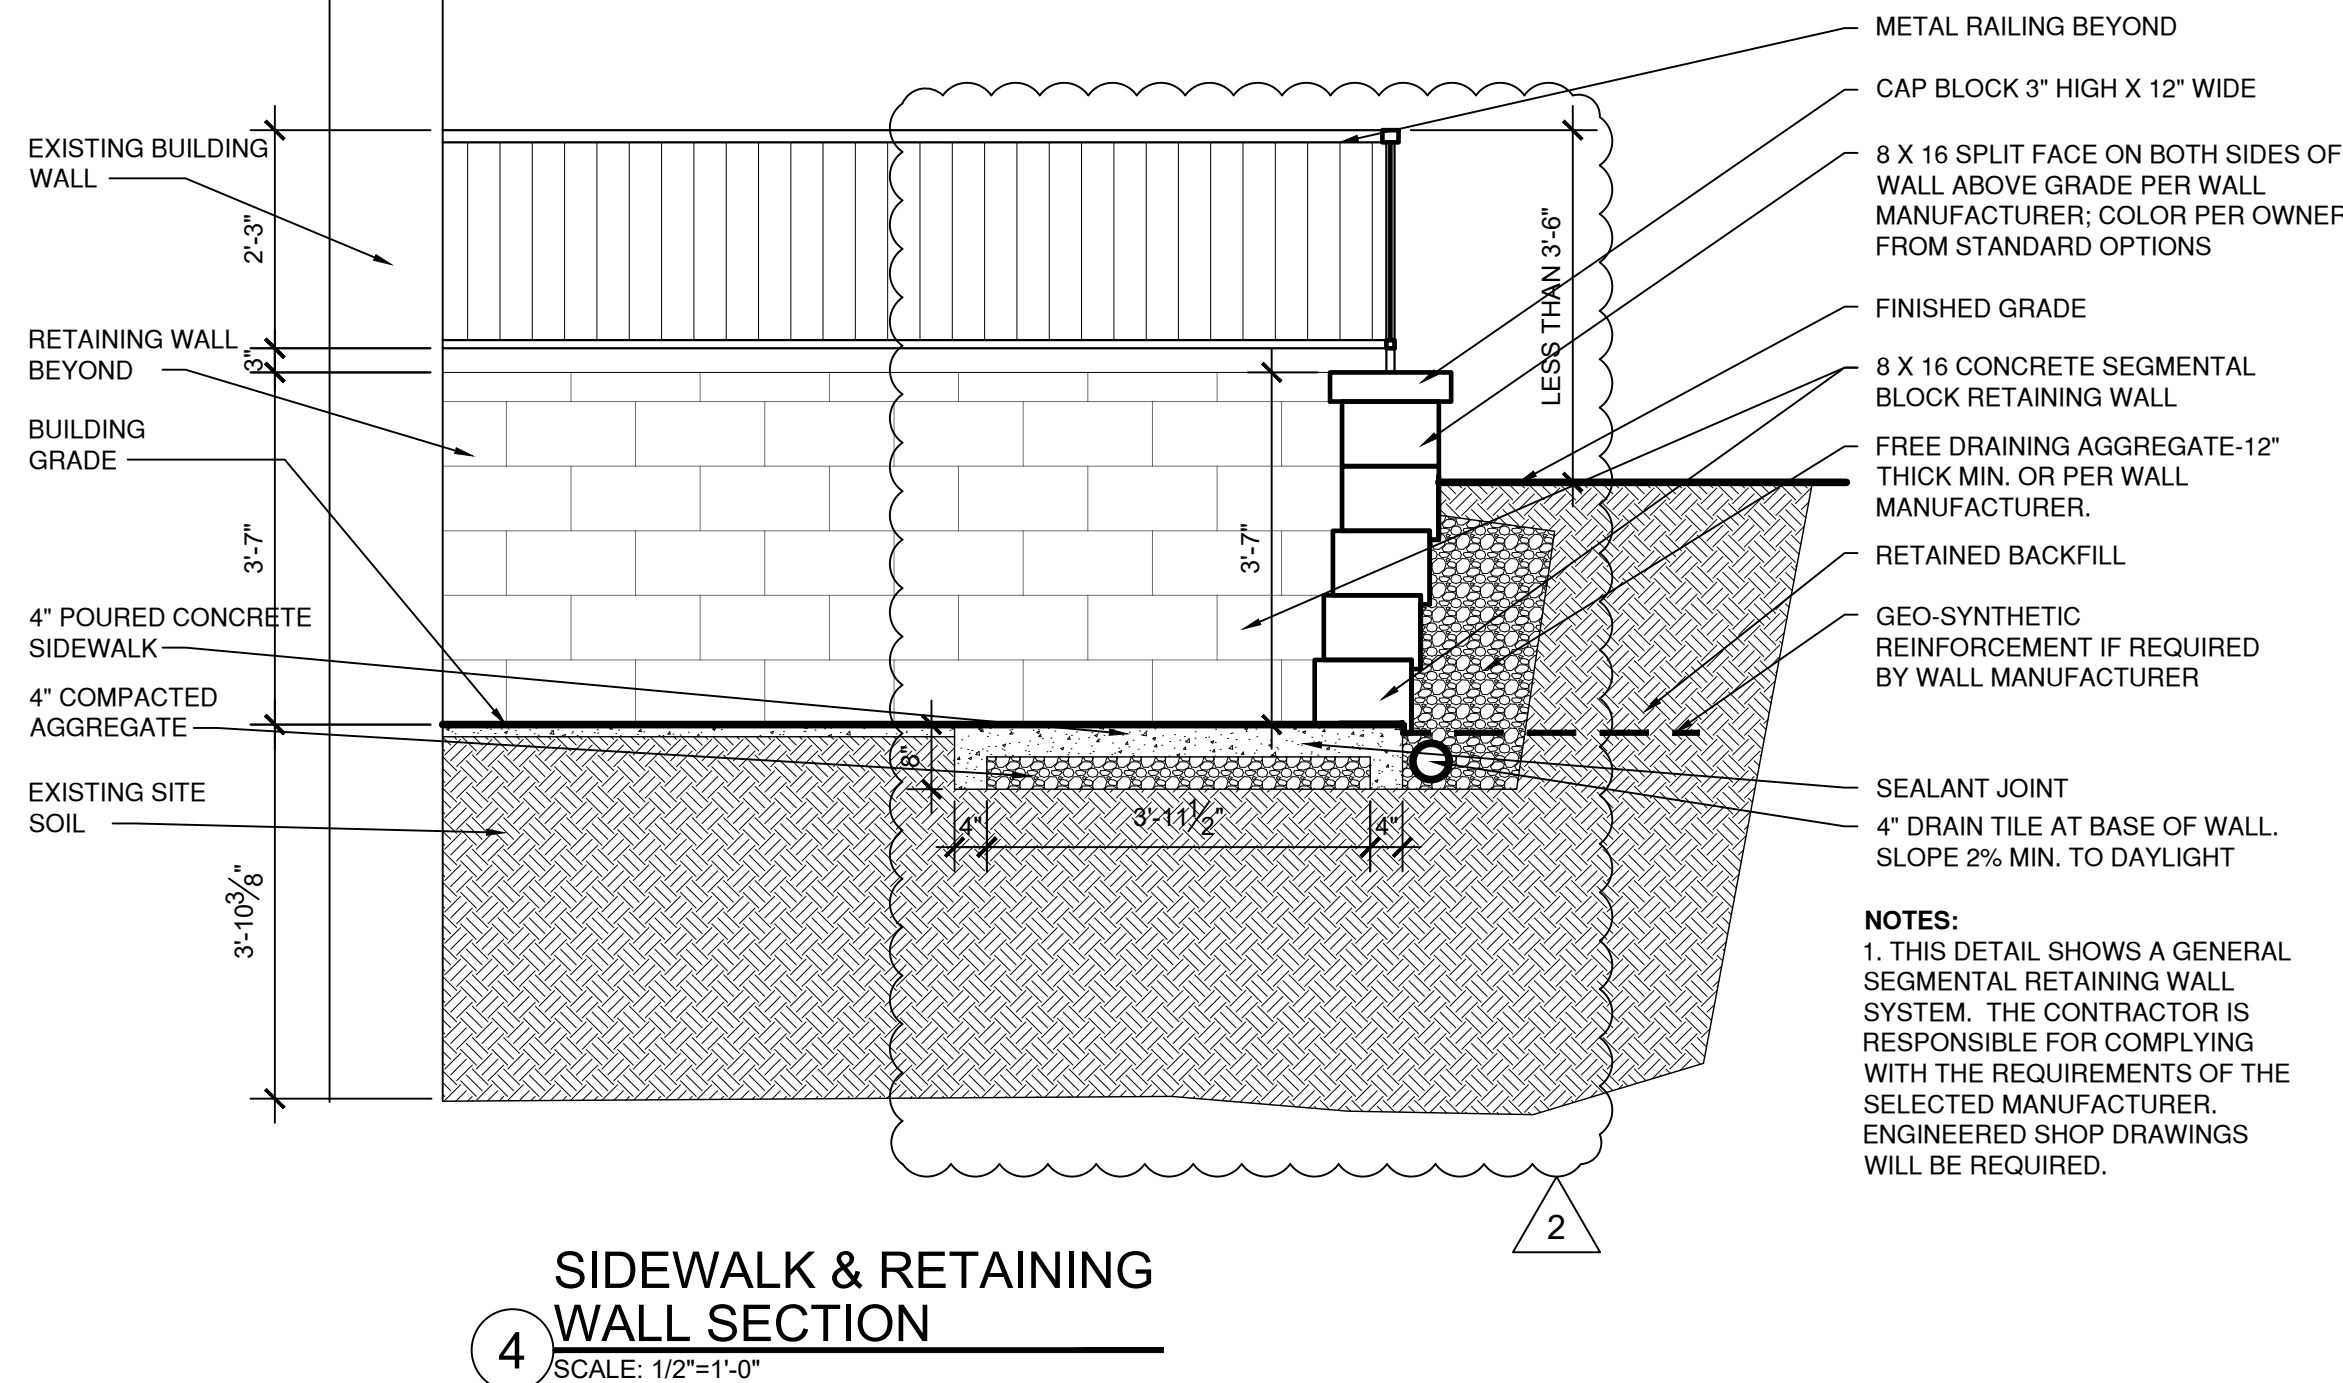 METAL RAILING BEYOND
CAP BLOCK 3" HIGH X 12" WIDE
8 X 16 SPLIT FACE ON BOTH SIDES OF
WALL ABOVE GRADE PER WALL
MANUFACTURER; COLOR PER OWNER
FROM STANDARD OPTIONS
FINISHED GRADE
8 X 16 CONCRETE SEGMENTAL
BLOCK RETAINING WALL
FREE DRAINING AGGREGATE-12"
THICK MIN. OR PER WALL
MANUFACTURER.
RETAINED BACKFILL
GEO-SYNTHETIC
REINFORCEMENT IF REQUIRED
BY WALL MANUFACTURER
SEALANT JOINT
4" DRAIN TILE AT BASE OF WALL.
SLOPE 2% MIN. TO DAYLIGHT
NOTES:
1. THIS DETAIL SHOWS A GENERAL
SEGMENTAL RETAINING WALL
SYSTEM. THE CONTRACTOR IS
RESPONSIBLE FOR COMPLYING
WITH THE REQUIREMENTS OF THE
SELECTED MANUFACTURER.
ENGINEERED SHOP DRAWINGS
WILL BE REQUIRED.
EXISTING BUILDING
WALL
RETAINING WALL
BEYOND
BUILDING
GRADE
4" POURED CONCRETE
SIDEWALK
4" COMPACTED
AGGREGATE
EXISTING SITE
SOIL
2'-3"
3"
3'-7"
3'-10 3/8"
LESS THAN 3'-6"
3'-7"
8"
4"
3'-11 1/2"
4"
2
4
SIDEWALK & RETAINING
WALL SECTION
SCALE: 1/2"=1'-0"